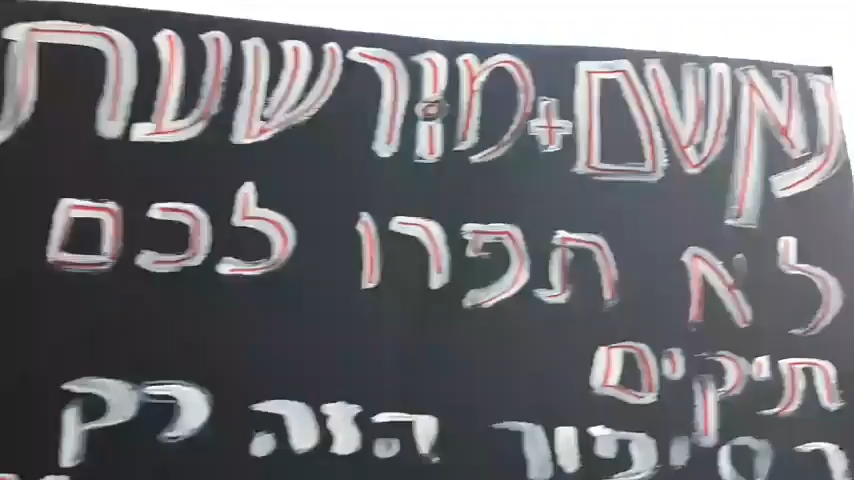 נאשם+מורשעת
לא תפרו לכם
תיקים
הסיפור הזה רק